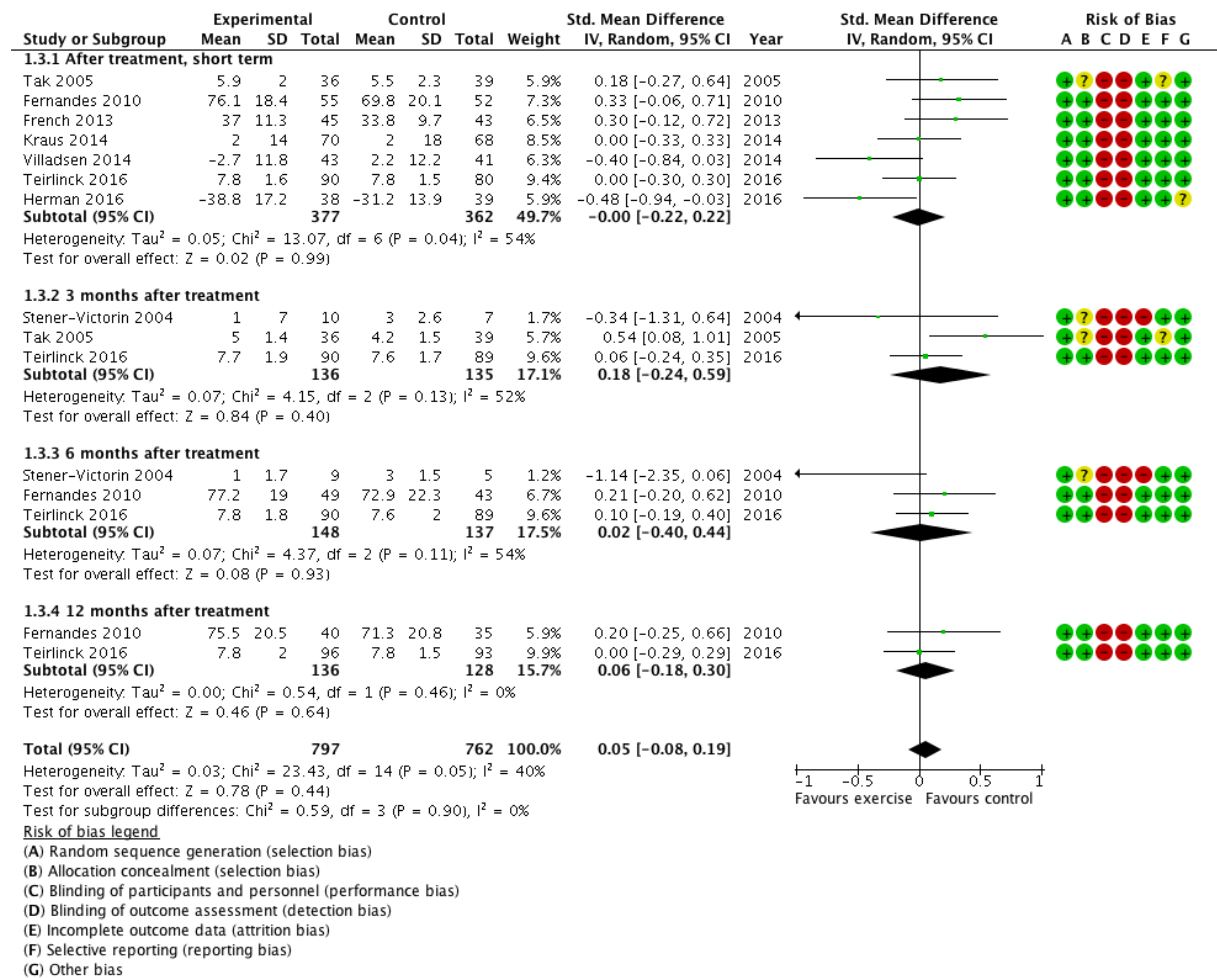 Experimental Control Std. Mean Difference Std. Mean Difference Risk of Bias
Study or Subgroup Mean SD Total Mean SD Total Weight IV, Random, 95% CI Year IV, Random, 95% CI A B C D E F G
1.3.1 After treatment, short term
Tak 2005 5.9 2 36 5.5 2.3 39 5.9% 0.18 [−0.27, 0.64] 2005 + ? − − + ? +
Fernandes 2010 76.1 18.4 55 69.8 20.1 52 7.3% 0.33 [−0.06, 0.71] 2010 + + − − + + +
French 2013 37 11.3 45 33.8 9.7 43 6.5% 0.30 [−0.12, 0.72] 2013 + + − − + + +
Kraus 2014 2 14 70 2 18 68 8.5% 0.00 [−0.33, 0.33] 2014 + + − − + + +
Villadsen 2014 −2.7 11.8 43 2.2 12.2 41 6.3% −0.40 [−0.84, 0.03] 2014 + + − − + + +
Teirlinck 2016 7.8 1.6 90 7.8 1.5 80 9.4% 0.00 [−0.30, 0.30] 2016 + + − − + + +
Herman 2016 −38.8 17.2 38 −31.2 13.9 39 5.9% −0.48 [−0.94, −0.03] 2016 + + − − + + ?
Subtotal (95% CI) 377 362 49.7% −0.00 [−0.22, 0.22]
Heterogeneity: Tau² = 0.05; Chi² = 13.07, df = 6 (P = 0.04); I² = 54%
Test for overall effect: Z = 0.02 (P = 0.99)
1.3.2 3 months after treatment
Stener−Victorin 2004 1 7 10 3 2.6 7 1.7% −0.34 [−1.31, 0.64] 2004 + ? − − − + +
Tak 2005 5 1.4 36 4.2 1.5 39 5.7% 0.54 [0.08, 1.01] 2005 + ? − − + ? +
Teirlinck 2016 7.7 1.9 90 7.6 1.7 89 9.6% 0.06 [−0.24, 0.35] 2016 + + − − + + +
Subtotal (95% CI) 136 135 17.1% 0.18 [−0.24, 0.59]
Heterogeneity: Tau² = 0.07; Chi² = 4.15, df = 2 (P = 0.13); I² = 52%
Test for overall effect: Z = 0.84 (P = 0.40)
1.3.3 6 months after treatment
Stener−Victorin 2004 1 1.7 9 3 1.5 5 1.2% −1.14 [−2.35, 0.06] 2004 + ? − − − + +
Fernandes 2010 77.2 19 49 72.9 22.3 43 6.7% 0.21 [−0.20, 0.62] 2010 + + − − + + +
Teirlinck 2016 7.8 1.8 90 7.6 2 89 9.6% 0.10 [−0.19, 0.40] 2016 + + − − + + +
Subtotal (95% CI) 148 137 17.5% 0.02 [−0.40, 0.44]
Heterogeneity: Tau² = 0.07; Chi² = 4.37, df = 2 (P = 0.11); I² = 54%
Test for overall effect: Z = 0.08 (P = 0.93)
1.3.4 12 months after treatment
Fernandes 2010 75.5 20.5 40 71.3 20.8 35 5.9% 0.20 [−0.25, 0.66] 2010 + + − − + + +
Teirlinck 2016 7.8 2 96 7.8 1.5 93 9.9% 0.00 [−0.29, 0.29] 2016 + + − − + + +
Subtotal (95% CI) 136 128 15.7% 0.06 [−0.18, 0.30]
Heterogeneity: Tau² = 0.00; Chi² = 0.54, df = 1 (P = 0.46); I² = 0%
Test for overall effect: Z = 0.46 (P = 0.64)
Total (95% CI) 797 762 100.0% 0.05 [−0.08, 0.19]
Heterogeneity: Tau² = 0.03; Chi² = 23.43, df = 14 (P = 0.05); I² = 40%
Test for overall effect: Z = 0.78 (P = 0.44)
Test for subgroup differences: Chi² = 0.59, df = 3 (P = 0.90), I² = 0%
−1 −0.5 0 0.5 1
Favours exercise Favours control
Risk of bias legend
(A) Random sequence generation (selection bias)
(B) Allocation concealment (selection bias)
(C) Blinding of participants and personnel (performance bias)
(D) Blinding of outcome assessment (detection bias)
(E) Incomplete outcome data (attrition bias)
(F) Selective reporting (reporting bias)
(G) Other bias